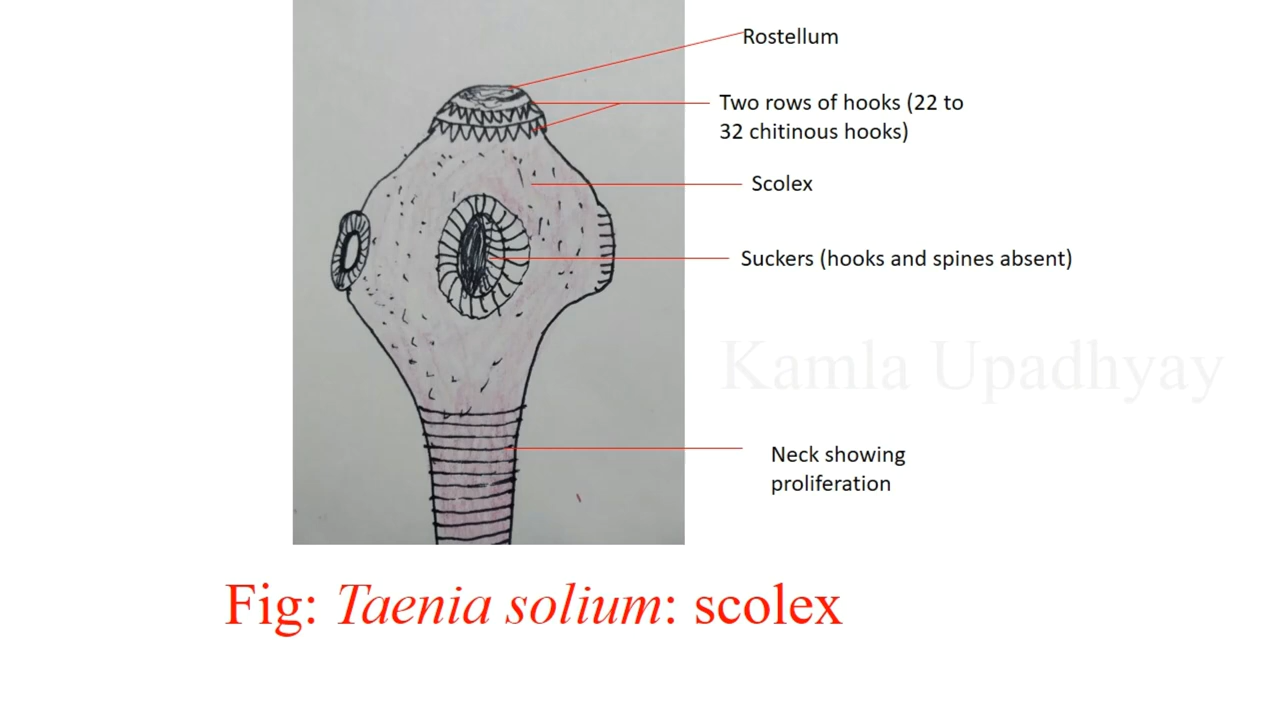 Rostellum
Two rows of hooks (22 to
32 chitinous hooks)
Scolex
Suckers (hooks and spines absent)
Kamla Upadhyay
Neck showing
proliferation
Fig: Taenia solium: scolex